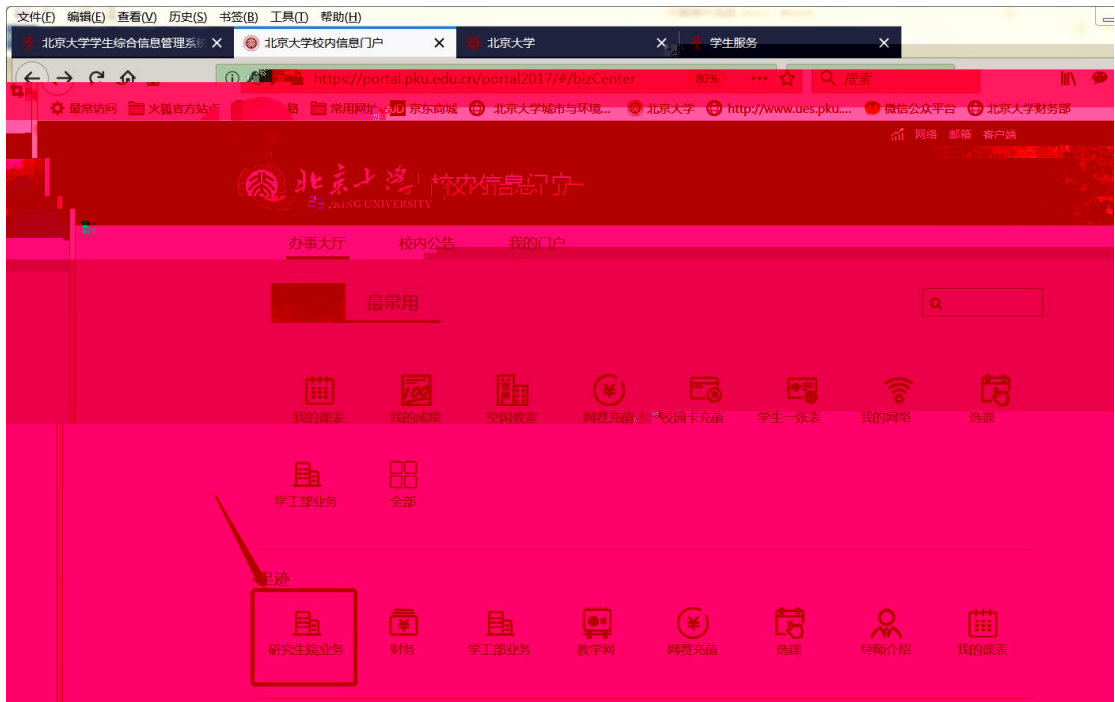 文件(F) 编辑(E) 查看(V) 历史(S) 书签(B) 工具(T) 帮助(H)
北京大学学生综合信息管理系统 × 北京大学校内信息门户 × 北京大学 × 学生服务 ×
https://portal.pku.edu.cn/portal2017/#/bizCenter 80% ··· 搜索
最常访问 火狐官方站点 常用网址 JD 京东商城 北京大学城市与环境... 北京大学 http://www.ues.pku.... 微信公众平台 北京大学财务部
网络 邮箱 客户端
北京大学 校内信息门户
UNIVERSITY
办事大厅 校内公告 我的门户
最常用
我的课表 我的成绩 空闲教室 网费充值 校园卡充值 学生一张表 我的网络 选课
学工部业务 全部
足迹
研究生院业务 财务 学工部业务 教学网 网费充值 选课 导师介绍 我的课表